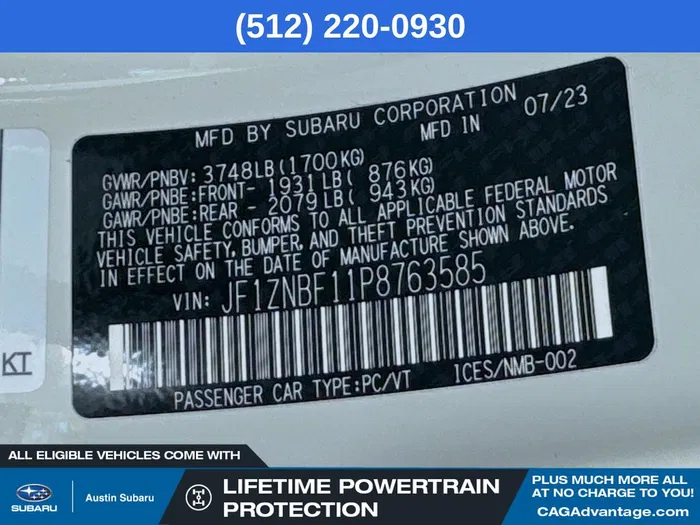 (512) 220-0930
MFD BY SUBARU CORPORATION
MFD IN 07/23
GVWR/PNBV: 3748LB(1700KG)
GAWR/PNBE:FRONT- 1931LB( 876KG)
GAWR/PNBE:REAR - 2079LB( 943KG)
THIS VEHICLE CONFORMS TO ALL APPLICABLE FEDERAL MOTOR
VEHICLE SAFETY, BUMPER, AND THEFT PREVENTION STANDARDS
IN EFFECT ON THE DATE OF MANUFACTURE SHOWN ABOVE.
VIN: JF1ZNBF11P8763585
PASSENGER CAR TYPE:PC/VT ICES/NMB-002
KT
ALL ELIGIBLE VEHICLES COME WITH
SUBARU
Austin Subaru
LIFETIME POWERTRAIN
PROTECTION
PLUS MUCH MORE ALL
AT NO CHARGE TO YOU!
CAGAdvantage.com